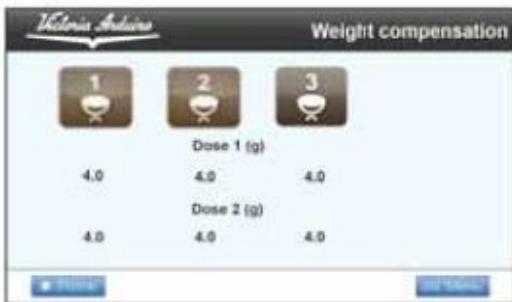 Victoria Arduino
Weight compensation
1 2 3
Dose 1 (g)
4.0 4.0 4.0
Dose 2 (g)
4.0 4.0 4.0